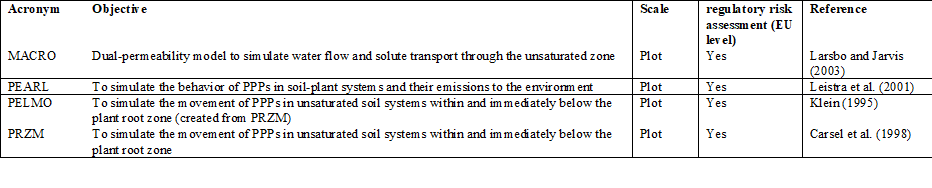 Acronym Objective Scale regulatory risk Reference
assessment (EU
level)
MACRO Dual-permeability model to simulate water flow and solute transport through the unsaturated zone Plot Yes Larsbo and Jarvis
(2003)
PEARL To simulate the behavior of PPPs in soil-plant systems and their emissions to the environment Plot Yes Leistra et al. (2001)
PELMO To simulate the movement of PPPs in unsaturated soil systems within and immediately below the Plot Yes Klein (1995)
plant root zone (created from PRZM)
PRZM To simulate the movement of PPPs in unsaturated soil systems within and immediately below the Plot Yes Carsel et al. (1998)
plant root zone